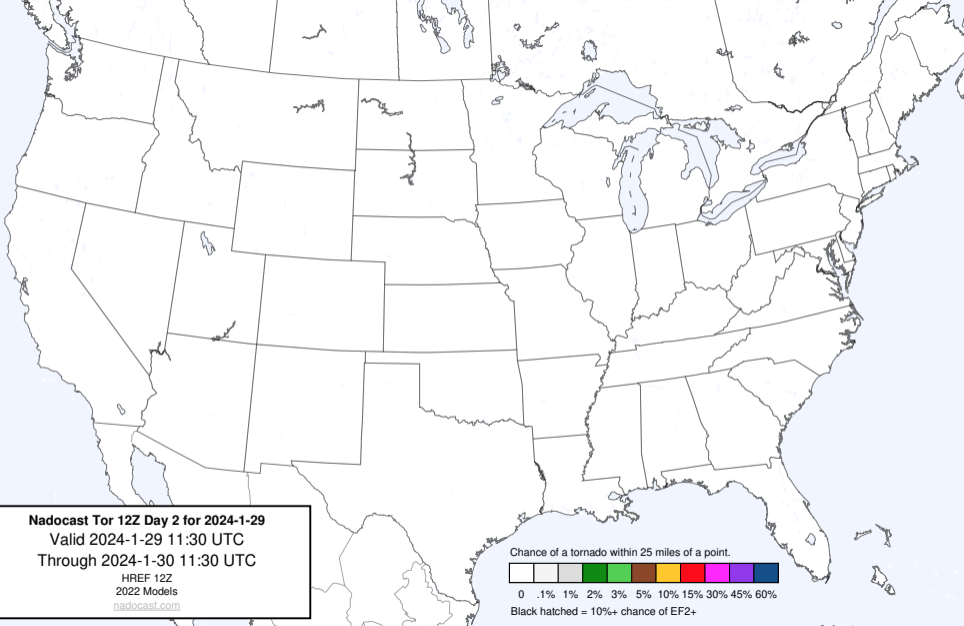 Nadocast Tor 12Z Day 2 for 2024-1-29
Valid 2024-1-29 11:30 UTC
Through 2024-1-30 11:30 UTC
HREF 12Z
2022 Models
nadocast.com
Chance of a tornado within 25 miles of a point.
0 .1% 1% 2% 3% 5% 10% 15% 30% 45% 60%
Black hatched = 10%+ chance of EF2+